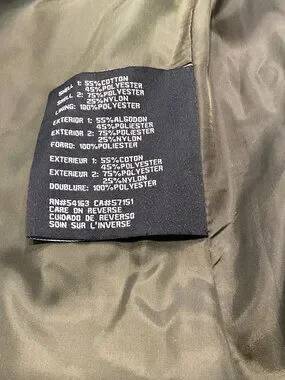 SHELL 1: 55%COTTON
45%POLYESTER
SHELL 2: 75%POLYESTER
25%NYLON
LINING: 100%POLYESTER
EXTERIOR 1: 55%ALGODON
45%POLIESTER
EXTERIOR 2: 75%POLIESTER
25%NYLON
FORRO: 100%POLIESTER
EXTERIEUR 1: 55%COTON
45%POLYESTER
EXTERIEUR 2: 75%POLYESTER
25%NYLON
DOUBLURE: 100%POLYESTER
RN#54163 CA#57151
CARE ON REVERSE
CUIDADO DE REVERSO
SOIN SUR L'INVERSE